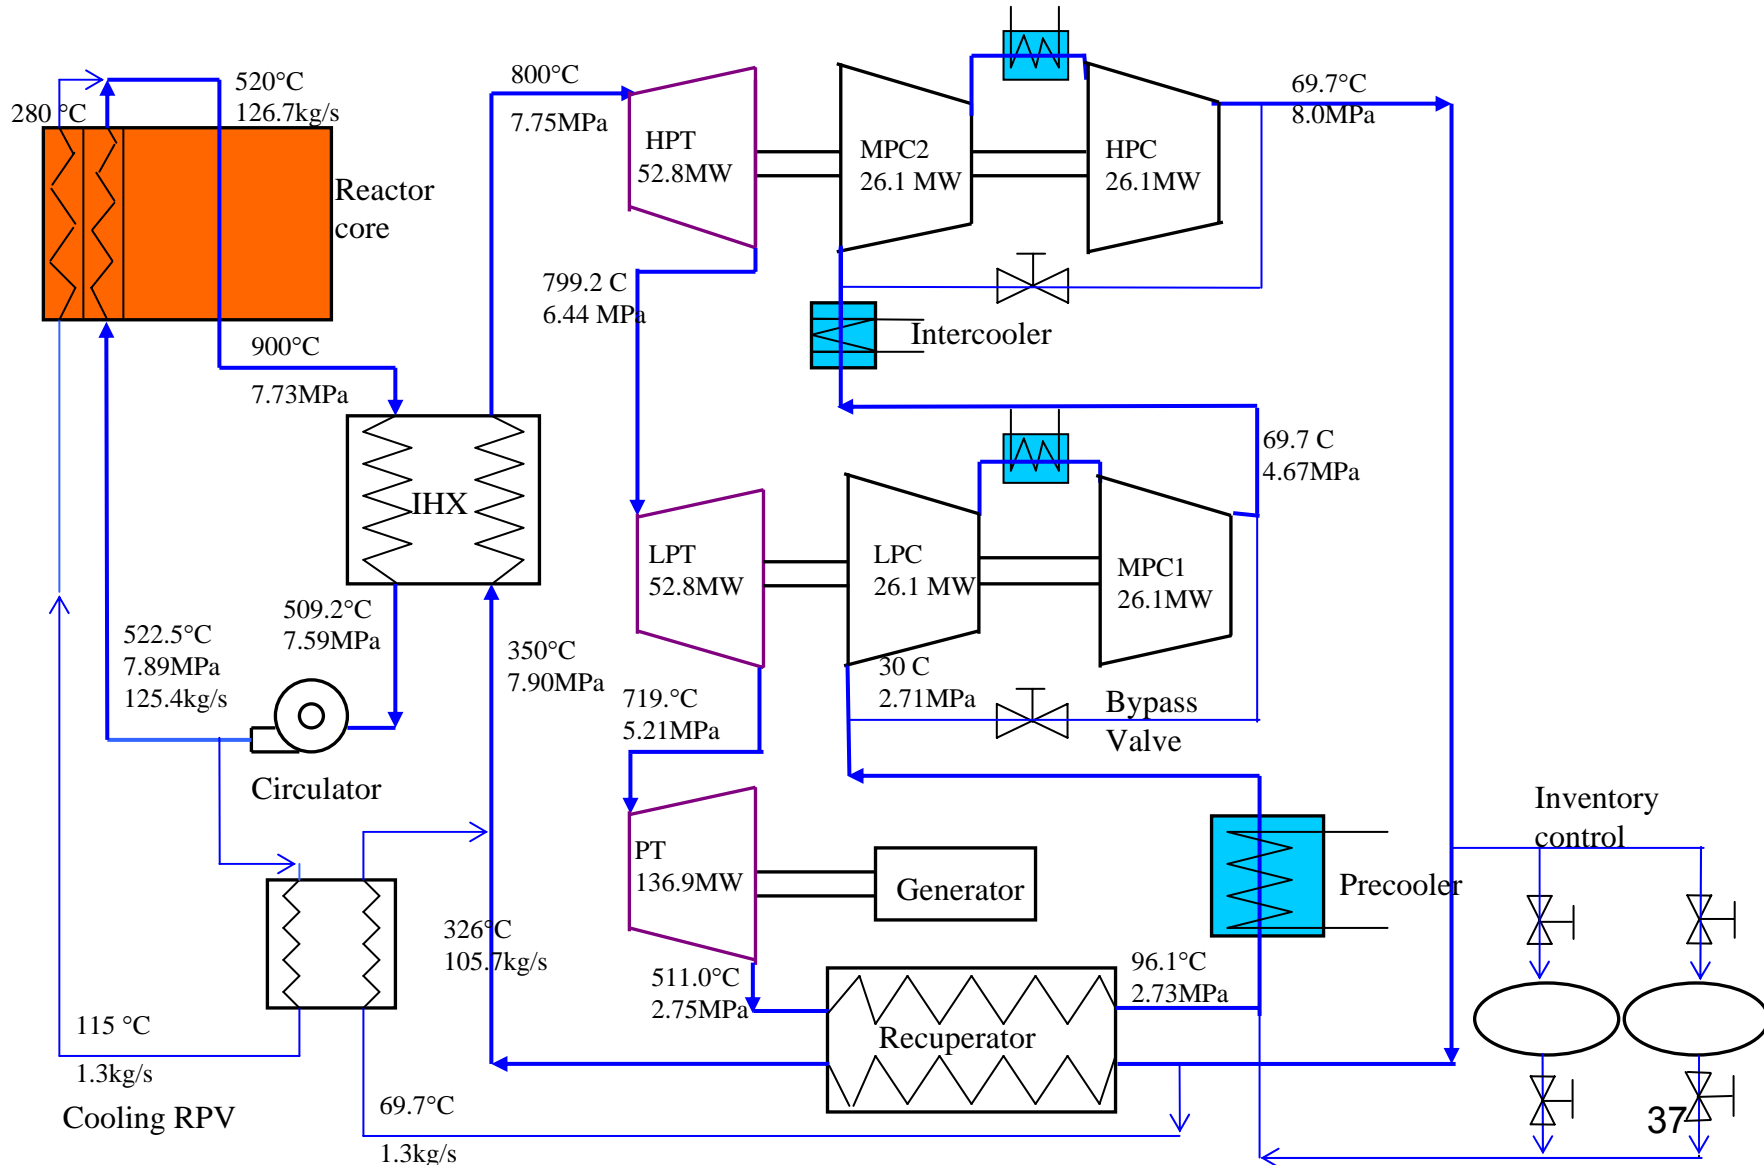 280 °C
520°C
126.7kg/s
Reactor
core
900°C
7.73MPa
IHX
509.2°C
7.59MPa
522.5°C
7.89MPa
125.4kg/s
Circulator
115 °C
1.3kg/s
Cooling RPV
69.7°C
1.3kg/s
326°C
105.7kg/s
350°C
7.90MPa
800°C
7.75MPa
HPT
52.8MW
MPC2
26.1 MW
HPC
26.1MW
69.7°C
8.0MPa
799.2 C
6.44 MPa
Intercooler
69.7 C
4.67MPa
LPT
52.8MW
LPC
26.1 MW
MPC1
26.1MW
30 C
2.71MPa
Bypass
Valve
719.°C
5.21MPa
PT
136.9MW
Generator
Precooler
Inventory
control
511.0°C
2.75MPa
Recuperator
96.1°C
2.73MPa
37